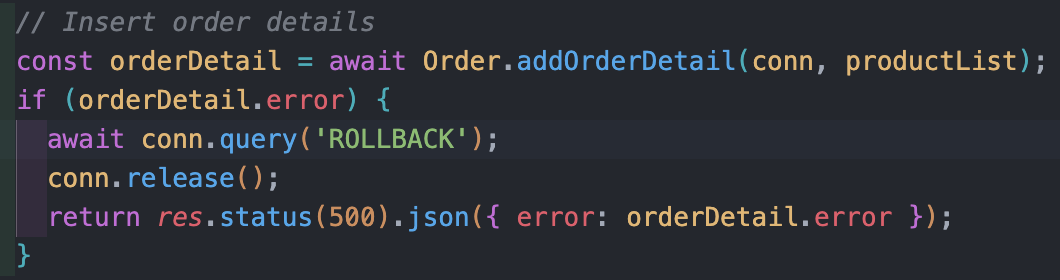 // Insert order details
const orderDetail = await Order.addOrderDetail(conn, productList);
if (orderDetail.error) {
await conn.query('ROLLBACK');
conn.release();
return res.status(500).json({ error: orderDetail.error });
}